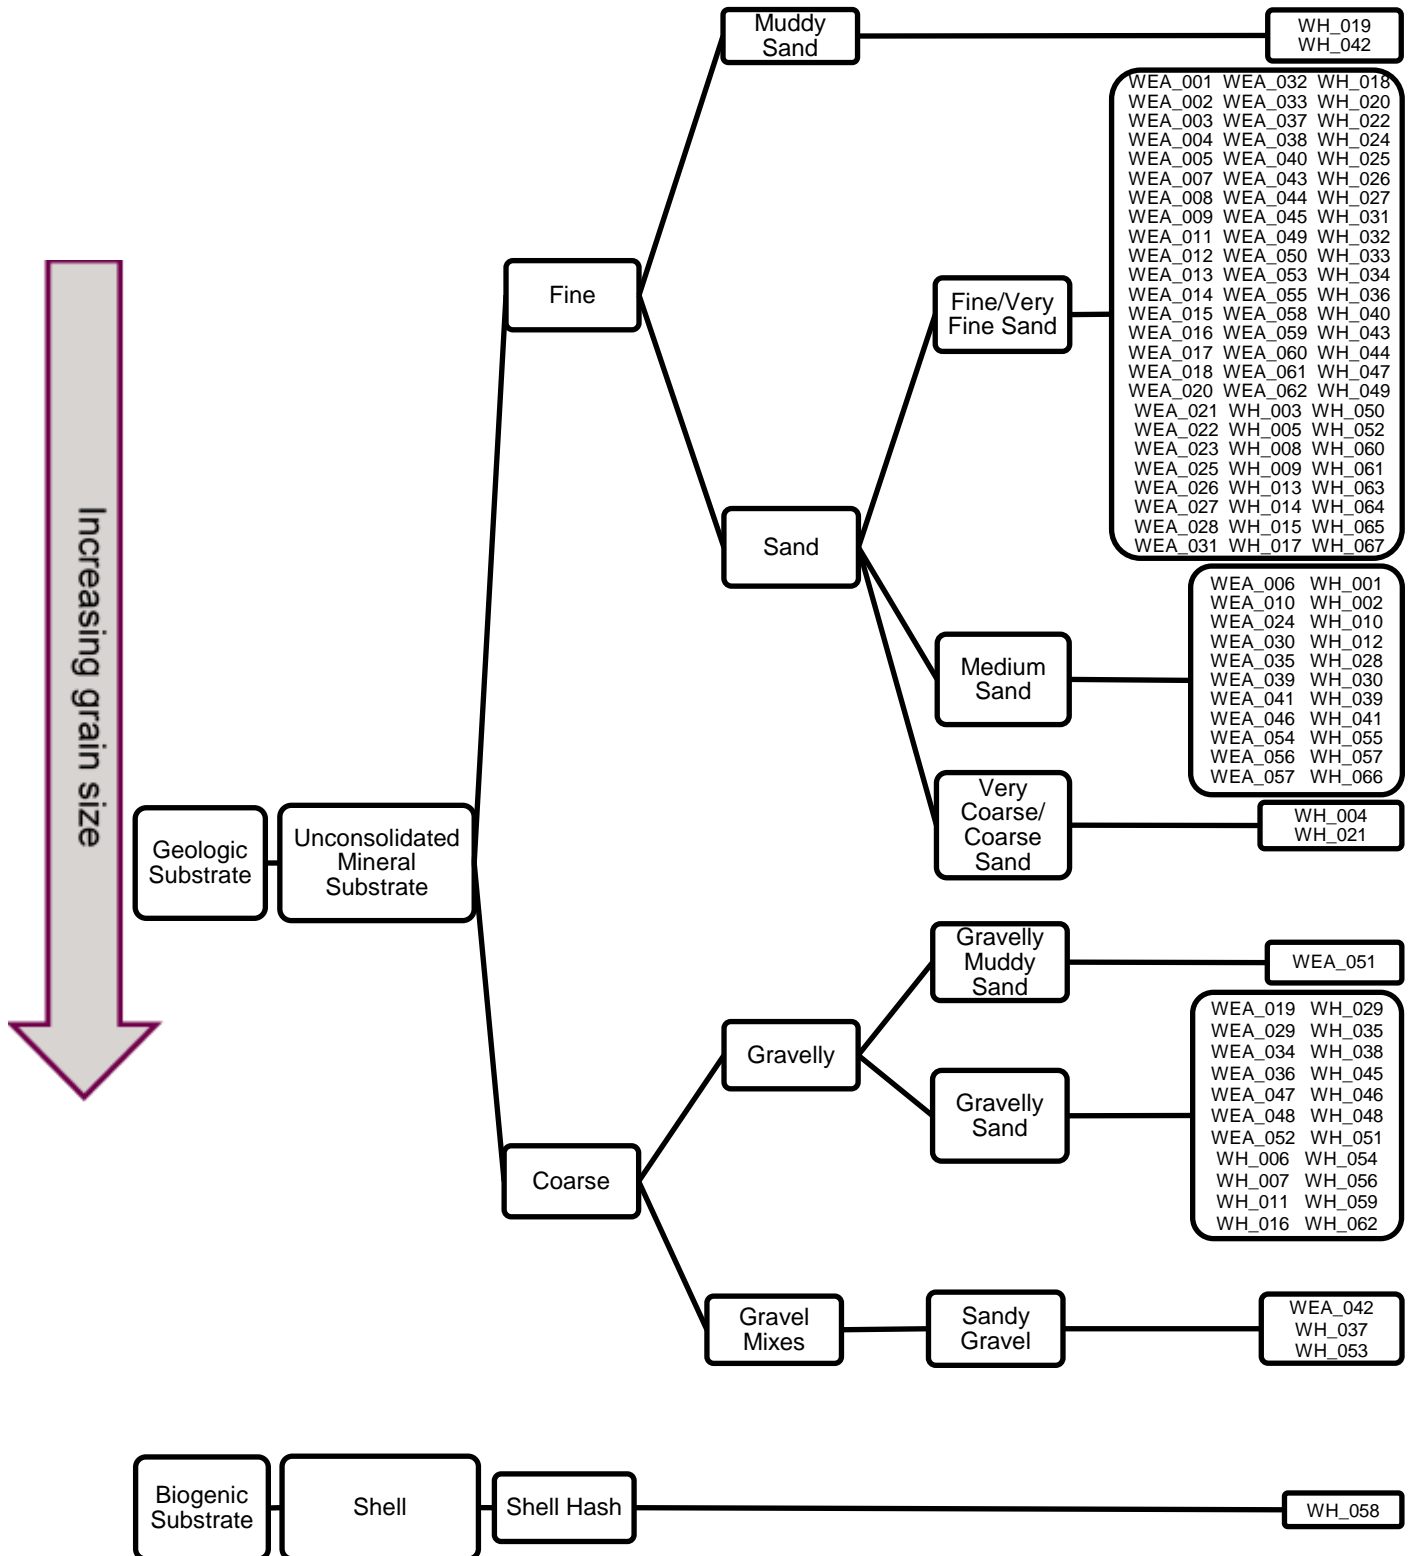 Muddy
Sand
WH_019
WH_042
WEA_001 WEA_032 WH_018
WEA_002 WEA_033 WH_020
WEA_003 WEA_037 WH_022
WEA_004 WEA_038 WH_024
WEA_005 WEA_040 WH_025
WEA_007 WEA_043 WH_026
WEA_008 WEA_044 WH_027
WEA_009 WEA_045 WH_031
WEA_011 WEA_049 WH_032
WEA_012 WEA_050 WH_033
WEA_013 WEA_053 WH_034
WEA_014 WEA_055 WH_036
WEA_015 WEA_058 WH_040
WEA_016 WEA_059 WH_043
WEA_017 WEA_060 WH_044
WEA_018 WEA_061 WH_047
WEA_020 WEA_062 WH_049
WEA_021 WH_003 WH_050
WEA_022 WH_005 WH_052
WEA_023 WH_008 WH_060
WEA_025 WH_009 WH_061
WEA_026 WH_013 WH_063
WEA_027 WH_014 WH_064
WEA_028 WH_015 WH_065
WEA_031 WH_017 WH_067
Fine
Fine/Very
Fine Sand
Sand
Increasing grain size
WEA_006 WH_001
WEA_010 WH_002
WEA_024 WH_010
WEA_030 WH_012
WEA_035 WH_028
WEA_039 WH_030
WEA_041 WH_039
WEA_046 WH_041
WEA_054 WH_055
WEA_056 WH_057
WEA_057 WH_066
Medium
Sand
Very
Coarse/
Coarse
Sand
WH_004
WH_021
Geologic
Substrate
Unconsolidated
Mineral
Substrate
Gravelly
Muddy
Sand
WEA_051
Gravelly
Gravelly
Sand
WEA_019 WH_029
WEA_029 WH_035
WEA_034 WH_038
WEA_036 WH_045
WEA_047 WH_046
WEA_048 WH_048
WEA_052 WH_051
WH_006 WH_054
WH_007 WH_056
WH_011 WH_059
WH_016 WH_062
Coarse
Gravel
Mixes
Sandy
Gravel
WEA_042
WH_037
WH_053
Biogenic
Substrate
Shell
Shell Hash
WH_058